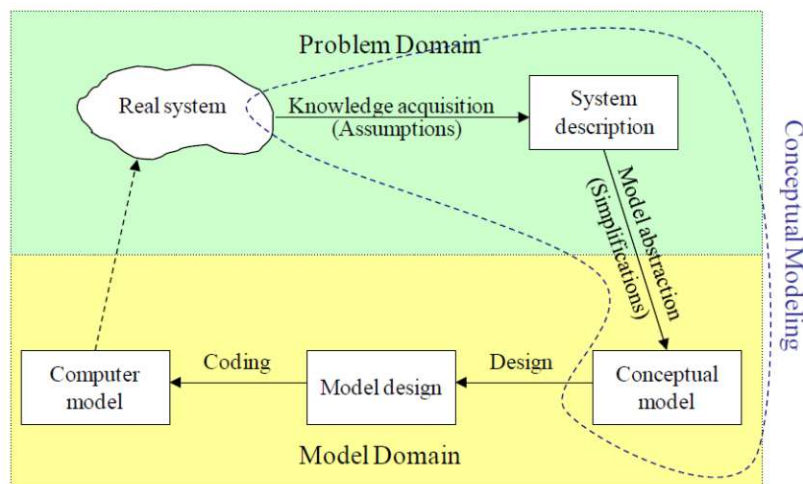 Problem Domain
Real system
Knowledge acquisition
(Assumptions)
System
description
Model abstraction
(Simplifications)
Conceptual Modeling
Computer
model
Coding
Model design
Design
Conceptual
model
Model Domain